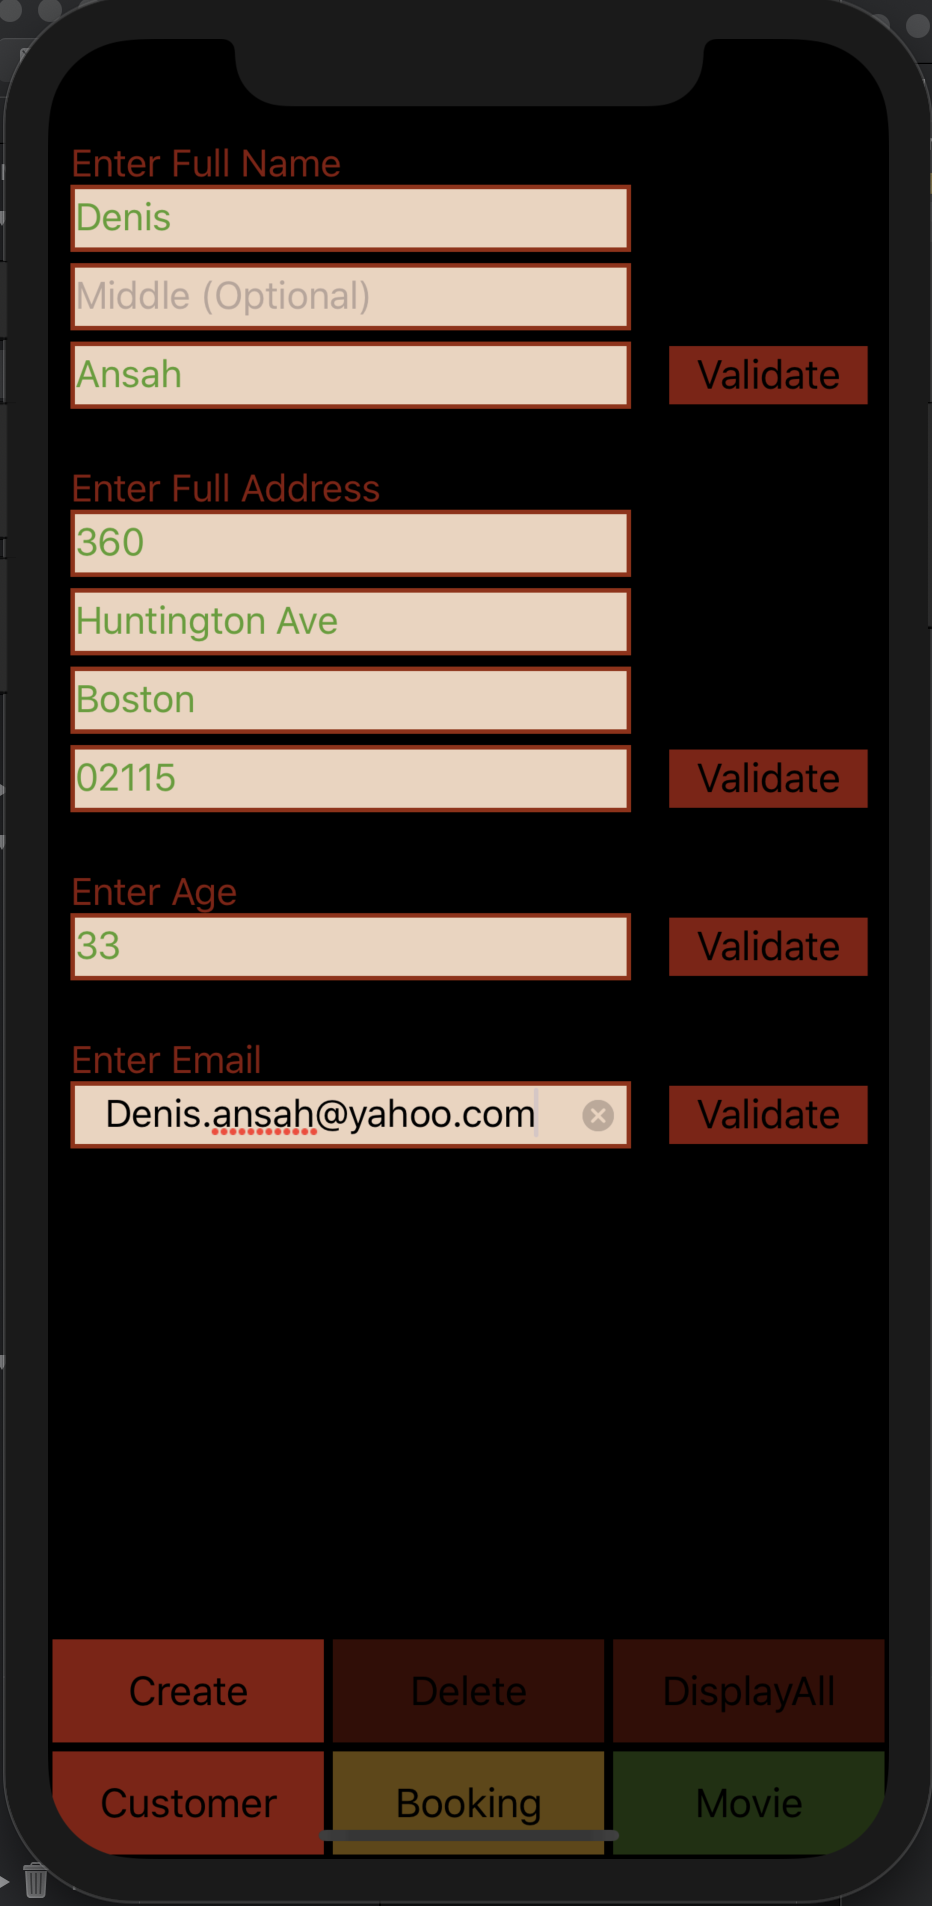 Enter Full Name
Denis
Middle (Optional)
Ansah Validate
Enter Full Address
360
Huntington Ave
Boston
02115 Validate
Enter Age
33 Validate
Enter Email
Denis.ansah@yahoo.com Validate
Create Delete DisplayAll
Customer Booking Movie